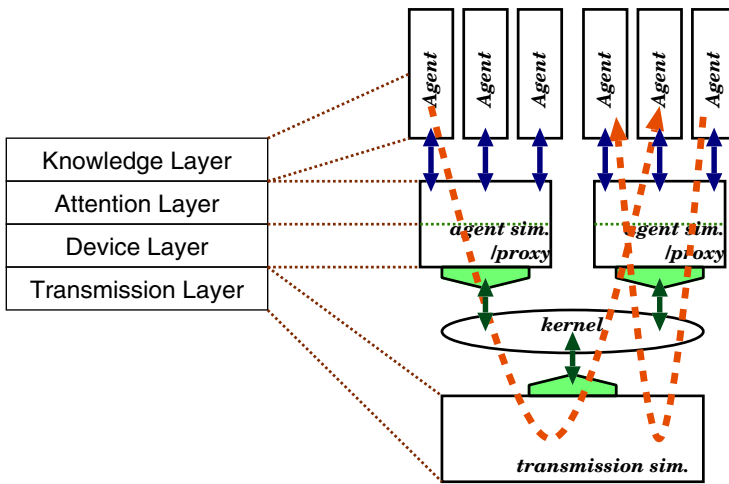 Agent
Agent
Agent
Agent
Agent
Agent
Knowledge Layer
Attention Layer
Device Layer
Transmission Layer
agent sim.
/proxy
agent sim.
/proxy
kernel
transmission sim.